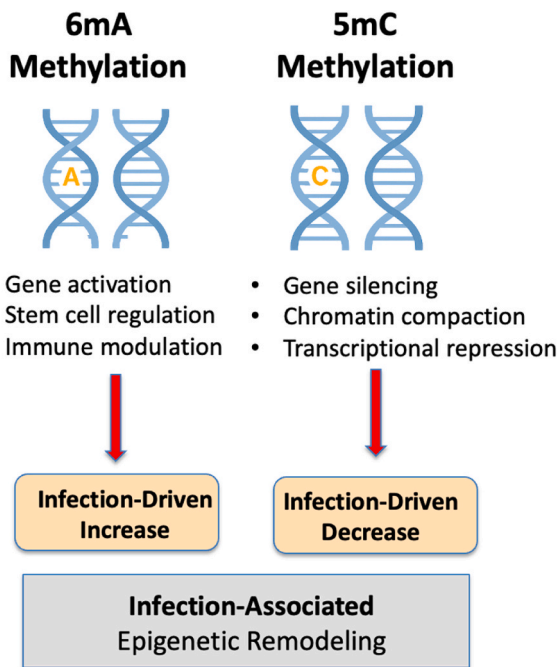 6mA
Methylation
A
Gene activation
Stem cell regulation
Immune modulation
Infection-Driven
Increase
5mC
Methylation
C
• Gene silencing
• Chromatin compaction
• Transcriptional repression
Infection-Driven
Decrease
Infection-Associated
Epigenetic Remodeling